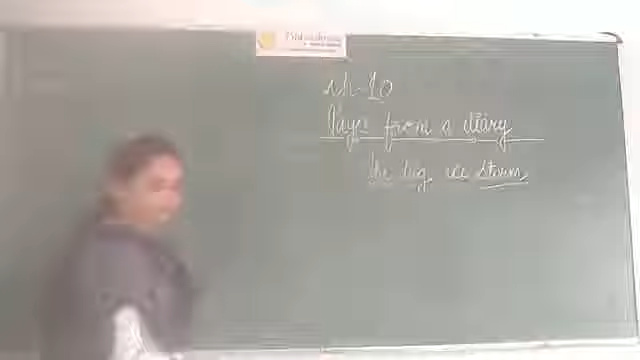 ch-10
Pages from a diary
the big ice storm